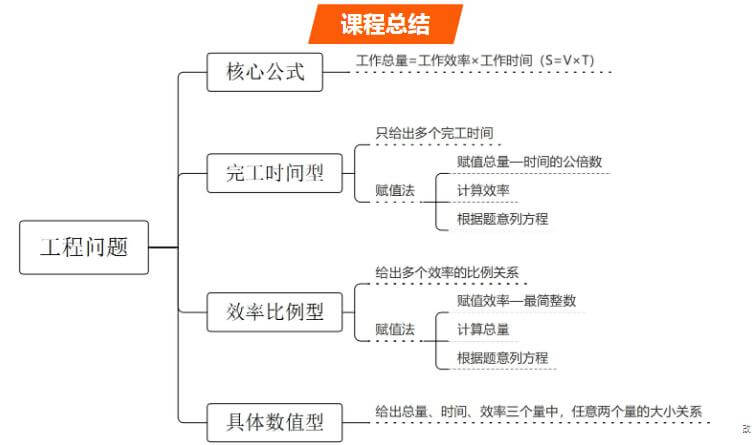 课程总结
核心公式
工作总量=工作效率×工作时间（S=V×T）
只给出多个完工时间
完工时间型
赋值法
赋值总量—时间的公倍数
计算效率
根据题意列方程
工程问题
给出多个效率的比例关系
效率比例型
赋值法
赋值效率—最简整数
计算总量
根据题意列方程
具体数值型
给出总量、时间、效率三个量中，任意两个量的大小关系